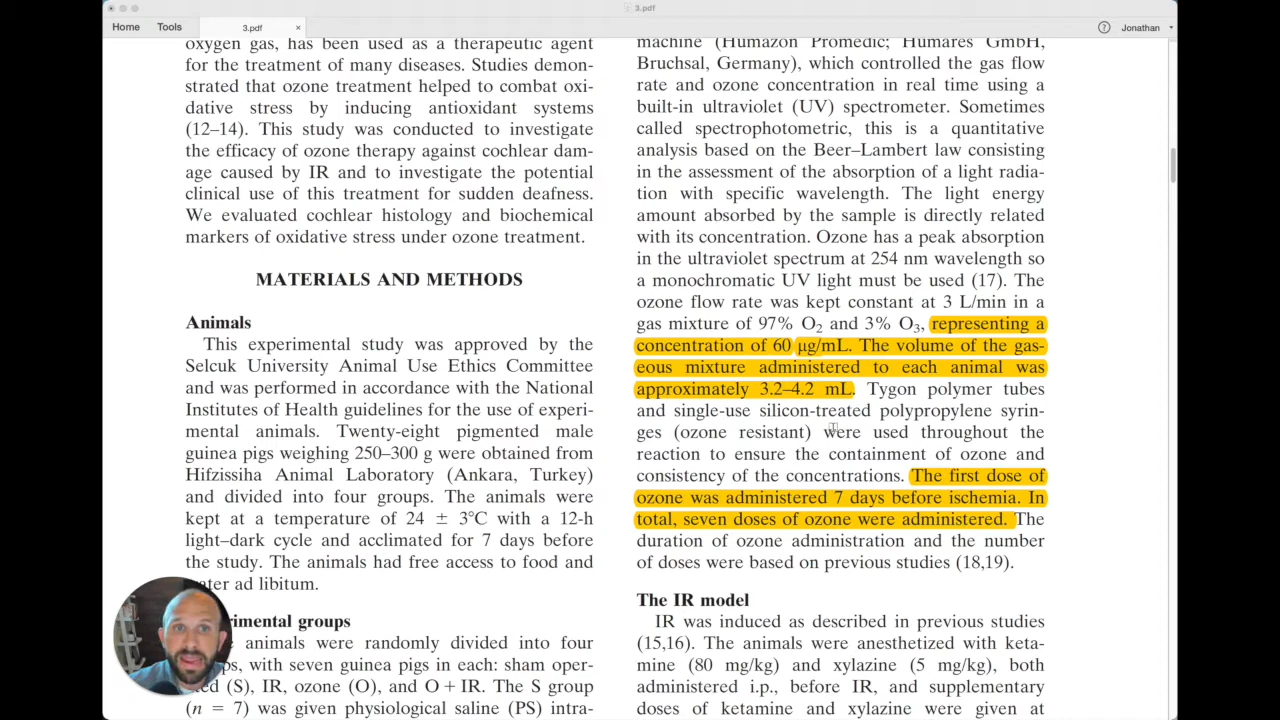 3.pdf
Home
Tools
3.pdf
×
?
Jonathan
oxygen gas, has been used as a therapeutic agent
for the treatment of many diseases. Studies demon-
strated that ozone treatment helped to combat oxi-
dative stress by inducing antioxidant systems
(12–14). This study was conducted to investigate
the efficacy of ozone therapy against cochlear dam-
age caused by IR and to investigate the potential
clinical use of this treatment for sudden deafness.
We evaluated cochlear histology and biochemical
markers of oxidative stress under ozone treatment.
MATERIALS AND METHODS
Animals
This experimental study was approved by the
Selcuk University Animal Use Ethics Committee
and was performed in accordance with the National
Institutes of Health guidelines for the use of experi-
mental animals. Twenty-eight pigmented male
guinea pigs weighing 250–300 g were obtained from
Hifzissiha Animal Laboratory (Ankara, Turkey)
and divided into four groups. The animals were
kept at a temperature of 24 ± 3°C with a 12-h
light–dark cycle and acclimated for 7 days before
the study. The animals had free access to food and
ater ad libitum.
rimental groups
animals were randomly divided into four
ps, with seven guinea pigs in each: sham oper-
ed (S), IR, ozone (O), and O + IR. The S group
(n = 7) was given physiological saline (PS) intra-
machine (Humazon Promedic; Humares GmbH,
Bruchsal, Germany), which controlled the gas flow
rate and ozone concentration in real time using a
built-in ultraviolet (UV) spectrometer. Sometimes
called spectrophotometric, this is a quantitative
analysis based on the Beer–Lambert law consisting
in the assessment of the absorption of a light radia-
tion with specific wavelength. The light energy
amount absorbed by the sample is directly related
with its concentration. Ozone has a peak absorption
in the ultraviolet spectrum at 254 nm wavelength so
a monochromatic UV light must be used (17). The
ozone flow rate was kept constant at 3 L/min in a
gas mixture of 97% O2 and 3% O3, representing a
concentration of 60 μg/mL. The volume of the gas-
eous mixture administered to each animal was
approximately 3.2–4.2 mL. Tygon polymer tubes
and single-use silicon-treated polypropylene syrin-
ges (ozone resistant) were used throughout the
reaction to ensure the containment of ozone and
consistency of the concentrations. The first dose of
ozone was administered 7 days before ischemia. In
total, seven doses of ozone were administered. The
duration of ozone administration and the number
of doses were based on previous studies (18,19).
The IR model
IR was induced as described in previous studies
(15,16). The animals were anesthetized with keta-
mine (80 mg/kg) and xylazine (5 mg/kg), both
administered i.p., before IR, and supplementary
doses of ketamine and xylazine were given at